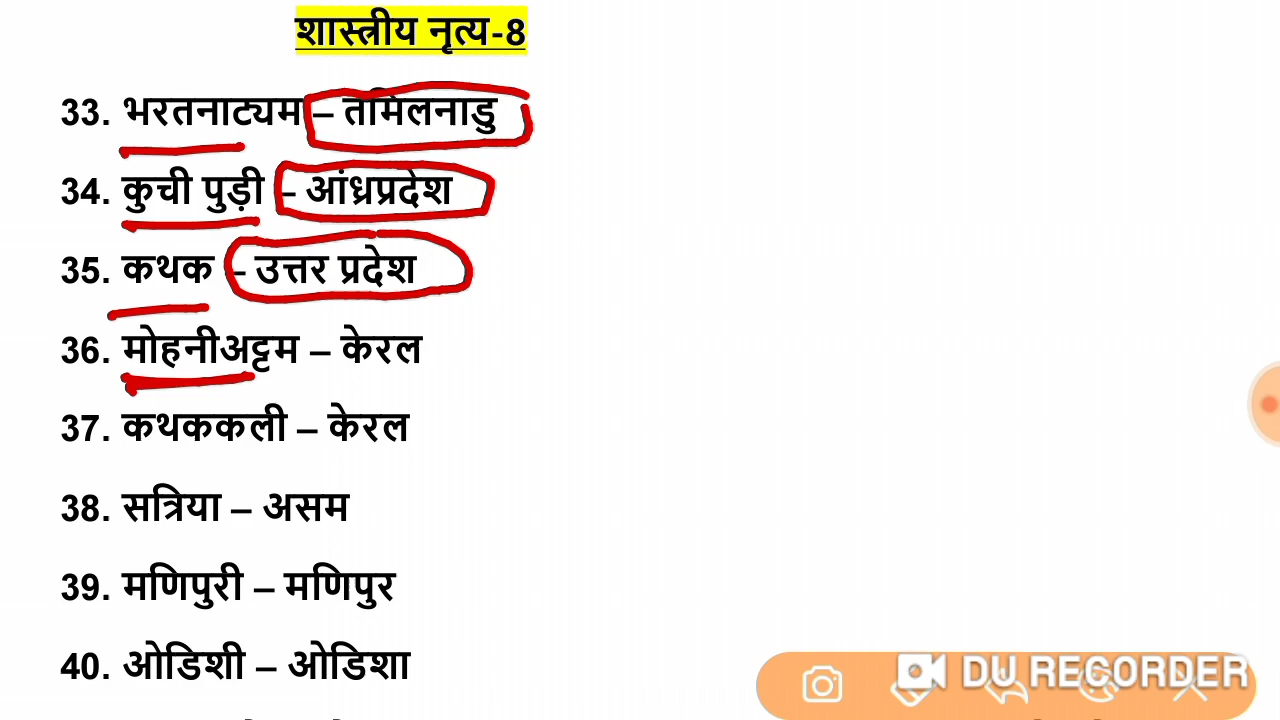 शास्त्रीय नृत्य-8
33. भरतनाट्यम – तमिलनाडु
34. कुची पुड़ी – आंध्रप्रदेश
35. कथक – उत्तर प्रदेश
36. मोहनीअट्टम – केरल
37. कथककली – केरल
38. सत्रिया – असम
39. मणिपुरी – मणिपुर
40. ओडिशी – ओडिशा
DU RECORDER